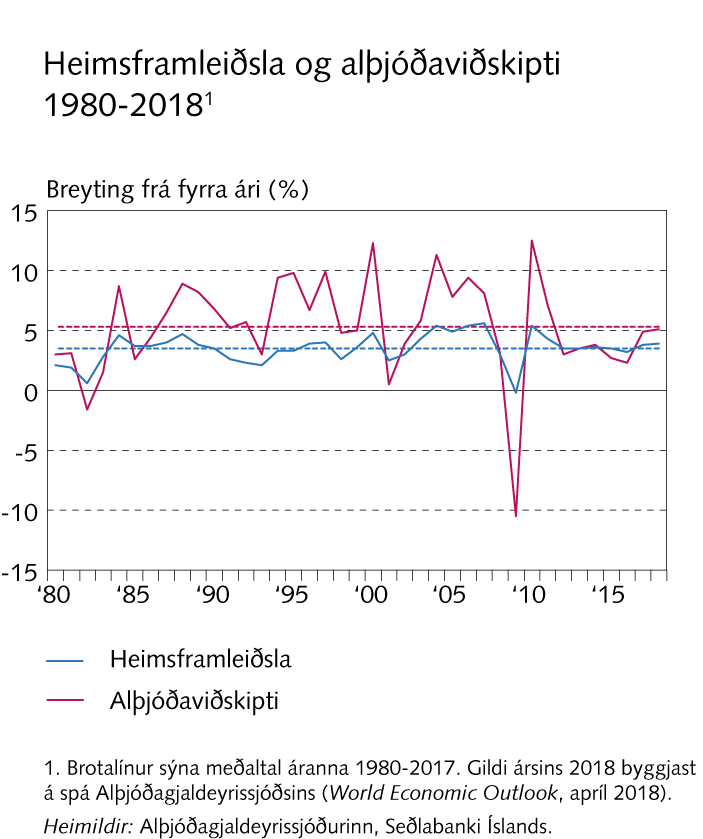 Heimsframleiðsla og alþjóðaviðskipti
1980-2018¹
Breyting frá fyrra ári (%)
15
10
5
0
-5
-10
-15
‘80 ‘85 ‘90 ‘95 ‘00 ‘05 ‘10 ‘15
Heimsframleiðsla
Alþjóðaviðskipti
1. Brotalínur sýna meðaltal áranna 1980-2017. Gildi ársins 2018 byggjast
á spá Alþjóðagjaldeyrissjóðsins (World Economic Outlook, apríl 2018).
Heimildir: Alþjóðagjaldeyrissjóðurinn, Seðlabanki Íslands.